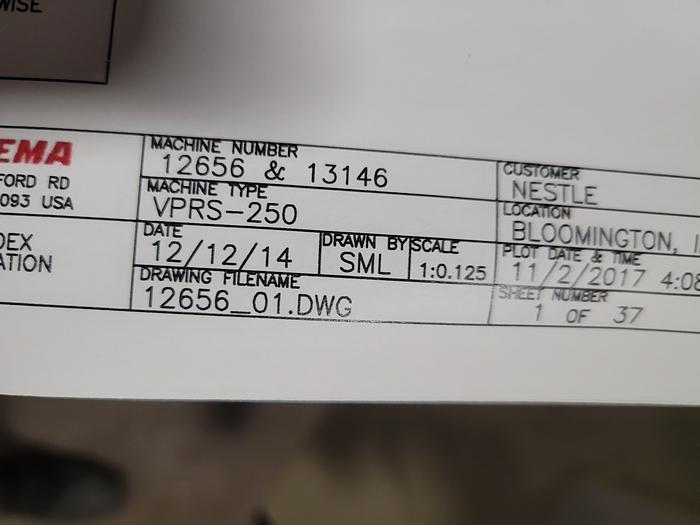 WISE
EMA
FORD RD
093 USA
DEX
ATION
MACHINE NUMBER
12656 & 13146
MACHINE TYPE
VPRS-250
DATE
12/12/14
DRAWN BY
SML
SCALE
1:0.125
DRAWING FILENAME
12656_01.DWG
CUSTOMER
NESTLE
LOCATION
BLOOMINGTON, I
PLOT DATE & TIME
11/2/2017 4:08
SHEET NUMBER
1 OF 37